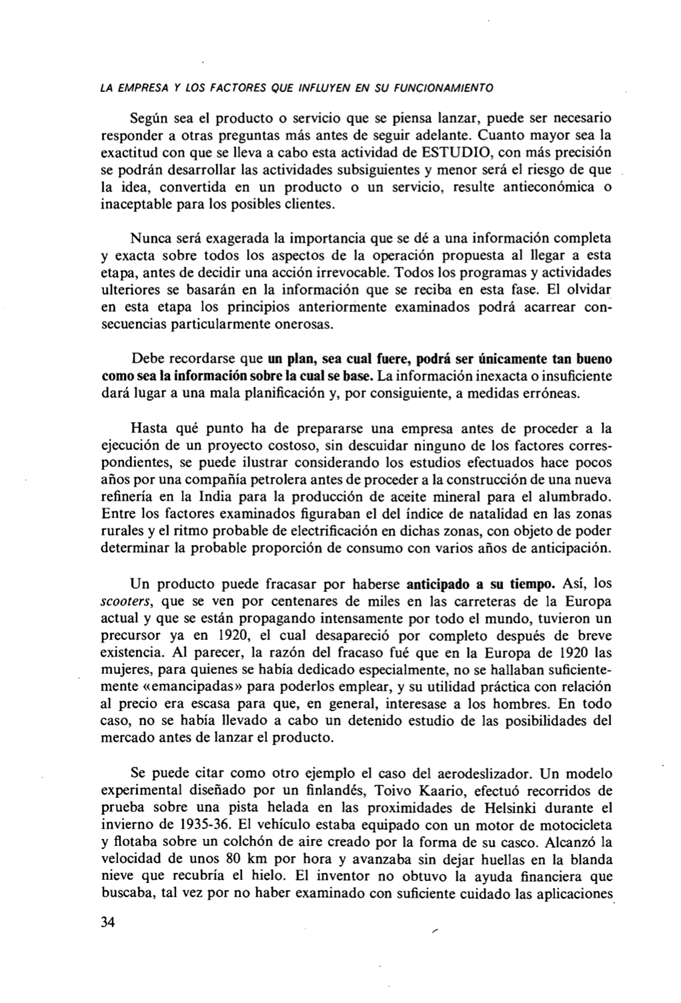 LA EMPRESA Y LOS FACTORES QUE INFLUYEN EN SU FUNCIONAMIENTO
Según sea el producto o servicio que se piensa lanzar, puede ser necesario
responder a otras preguntas más antes de seguir adelante. Cuanto mayor sea la
exactitud con que se lleva a cabo esta actividad de ESTUDIO, con más precisión
se podrán desarrollar las actividades subsiguientes y menor será el riesgo de que
la idea, convertida en un producto o un servicio, resulte antieconómica o
inaceptable para los posibles clientes.
Nunca será exagerada la importancia que se dé a una información completa
y exacta sobre todos los aspectos de la operación propuesta al llegar a esta
etapa, antes de decidir una acción irrevocable. Todos los programas y actividades
ulteriores se basarán en la información que se reciba en esta fase. El olvidar
en esta etapa los principios anteriormente examinados podrá acarrear con-
secuencias particularmente onerosas.
Debe recordarse que un plan, sea cual fuere, podrá ser únicamente tan bueno
como sea la información sobre la cual se base. La información inexacta o insuficiente
dará lugar a una mala planificación y, por consiguiente, a medidas erróneas.
Hasta qué punto ha de prepararse una empresa antes de proceder a la
ejecución de un proyecto costoso, sin descuidar ninguno de los factores corres-
pondientes, se puede ilustrar considerando los estudios efectuados hace pocos
años por una compañía petrolera antes de proceder a la construcción de una nueva
refinería en la India para la producción de aceite mineral para el alumbrado.
Entre los factores examinados figuraban el del índice de natalidad en las zonas
rurales y el ritmo probable de electrificación en dichas zonas, con objeto de poder
determinar la probable proporción de consumo con varios años de anticipación.
Un producto puede fracasar por haberse anticipado a su tiempo. Así, los
scooters, que se ven por centenares de miles en las carreteras de la Europa
actual y que se están propagando intensamente por todo el mundo, tuvieron un
precursor ya en 1920, el cual desapareció por completo después de breve
existencia. Al parecer, la razón del fracaso fué que en la Europa de 1920 las
mujeres, para quienes se había dedicado especialmente, no se hallaban suficiente-
mente «emancipadas» para poderlos emplear, y su utilidad práctica con relación
al precio era escasa para que, en general, interesase a los hombres. En todo
caso, no se había llevado a cabo un detenido estudio de las posibilidades del
mercado antes de lanzar el producto.
Se puede citar como otro ejemplo el caso del aerodeslizador. Un modelo
experimental diseñado por un finlandés, Toivo Kaario, efectuó recorridos de
prueba sobre una pista helada en las proximidades de Helsinki durante el
invierno de 1935-36. El vehículo estaba equipado con un motor de motocicleta
y flotaba sobre un colchón de aire creado por la forma de su casco. Alcanzó la
velocidad de unos 80 km por hora y avanzaba sin dejar huellas en la blanda
nieve que recubría el hielo. El inventor no obtuvo la ayuda financiera que
buscaba, tal vez por no haber examinado con suficiente cuidado las aplicaciones
34